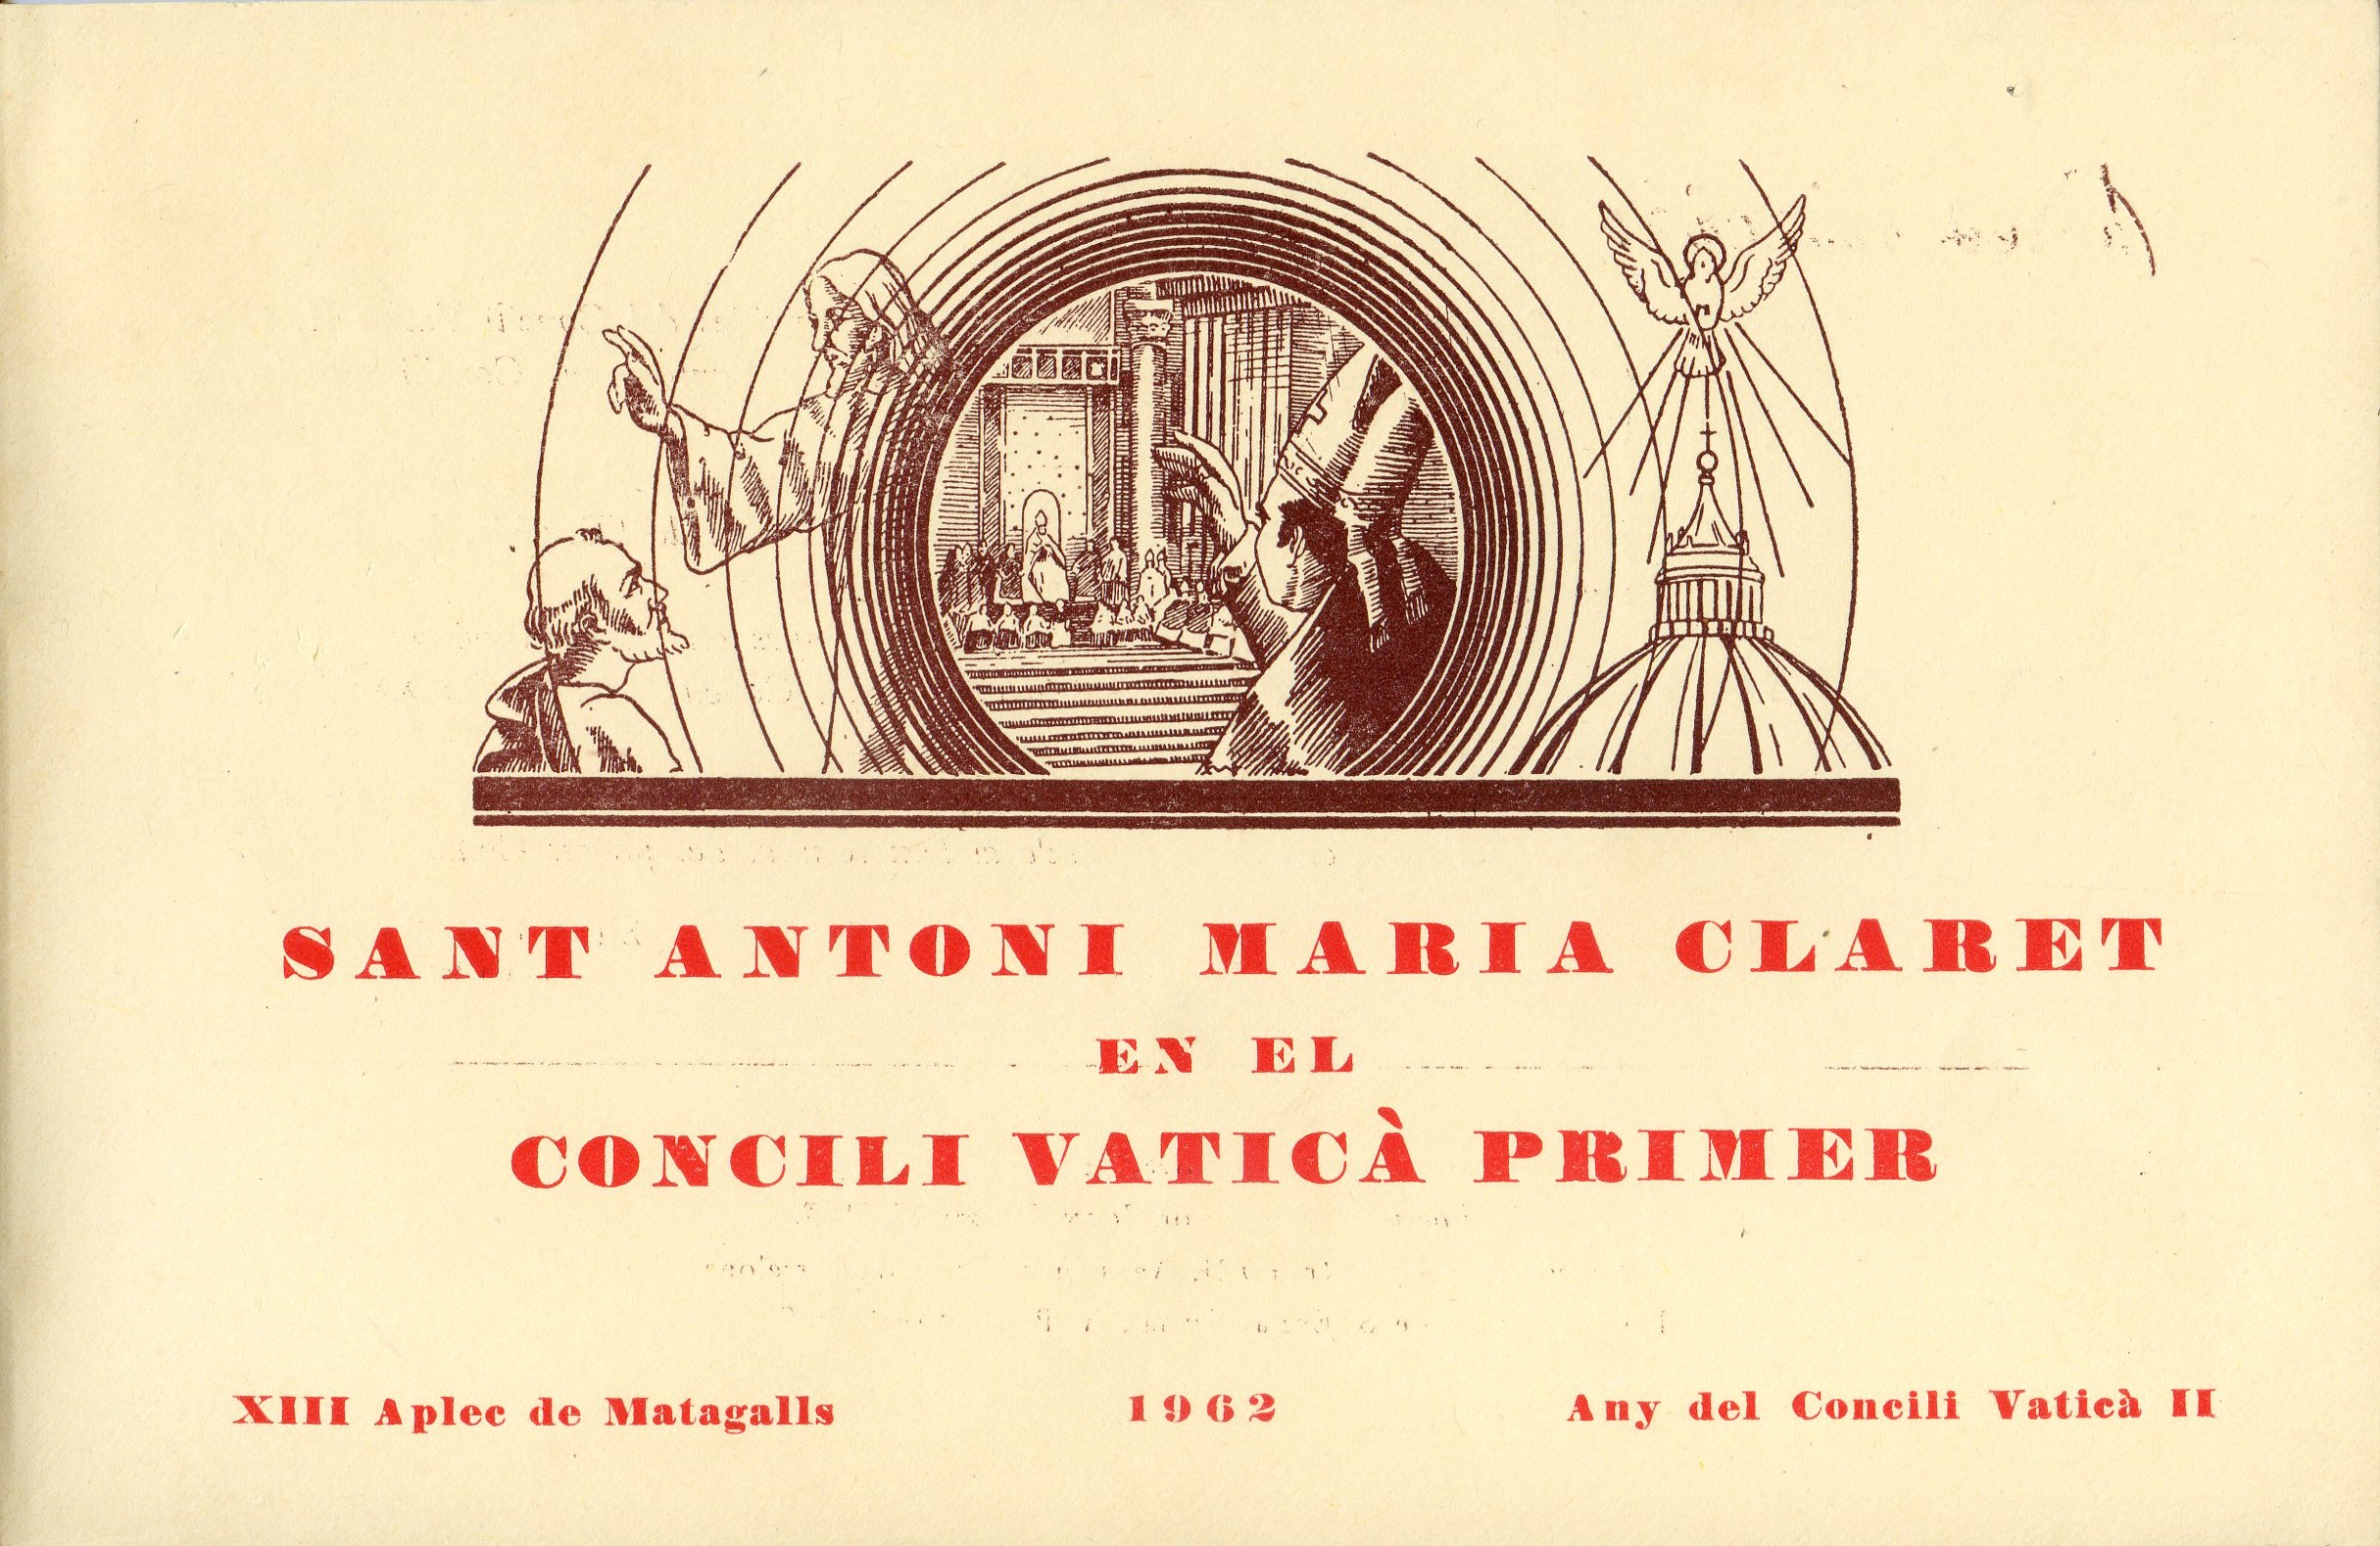 SANT ANTONI MARIA CLARET
EN EL
CONCILI VATICÀ PRIMER
XIII Aplec de Matagalls 1962 Any del Concili Vaticà II